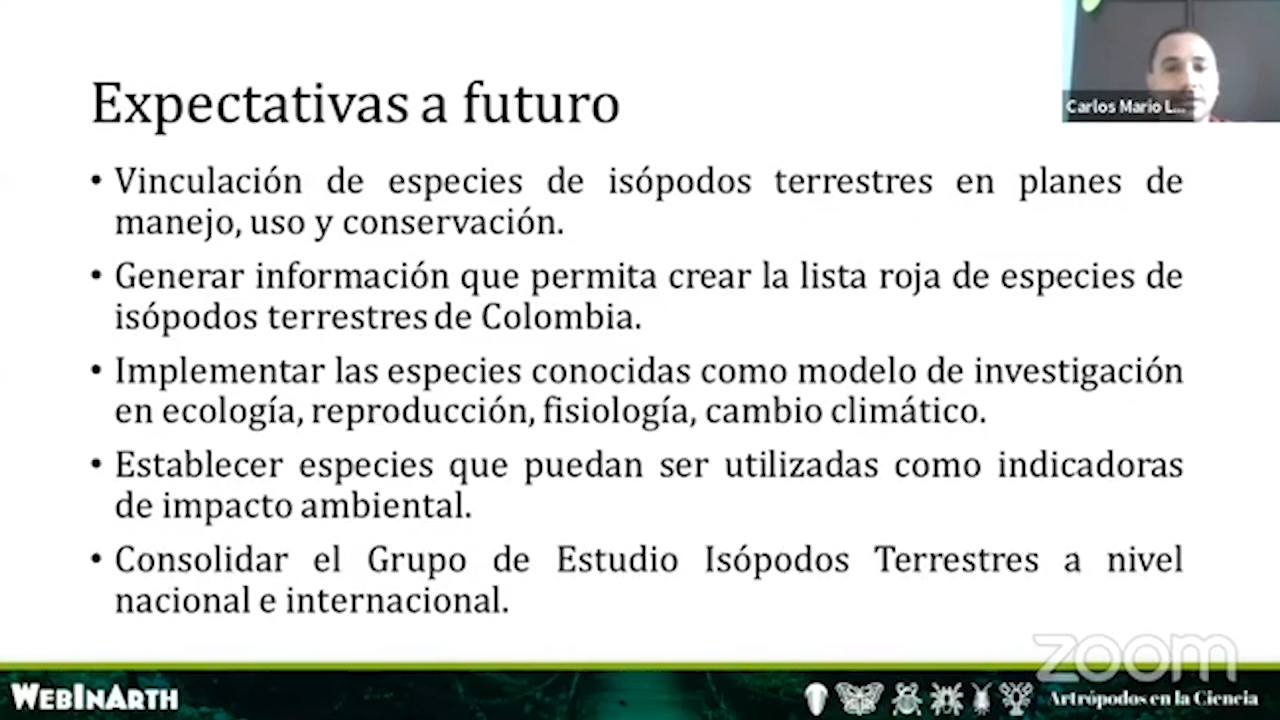 Carlos Mario L...
Expectativas a futuro
• Vinculación de especies de isópodos terrestres en planes de
manejo, uso y conservación.
• Generar información que permita crear la lista roja de especies de
isópodos terrestres de Colombia.
• Implementar las especies conocidas como modelo de investigación
en ecología, reproducción, fisiología, cambio climático.
• Establecer especies que puedan ser utilizadas como indicadoras
de impacto ambiental.
• Consolidar el Grupo de Estudio Isópodos Terrestres a nivel
nacional e internacional.
zoom
WEBINARTH
Artrópodos en la Ciencia